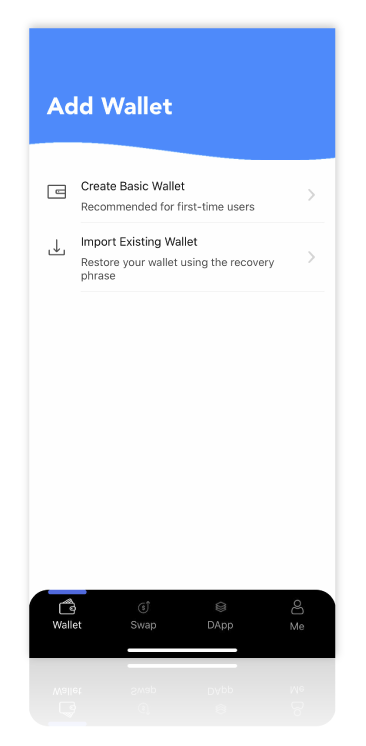 Add Wallet
Create Basic Wallet
Recommended for first-time users
Import Existing Wallet
Restore your wallet using the recovery
phrase
Wallet
Swap
DApp
Me